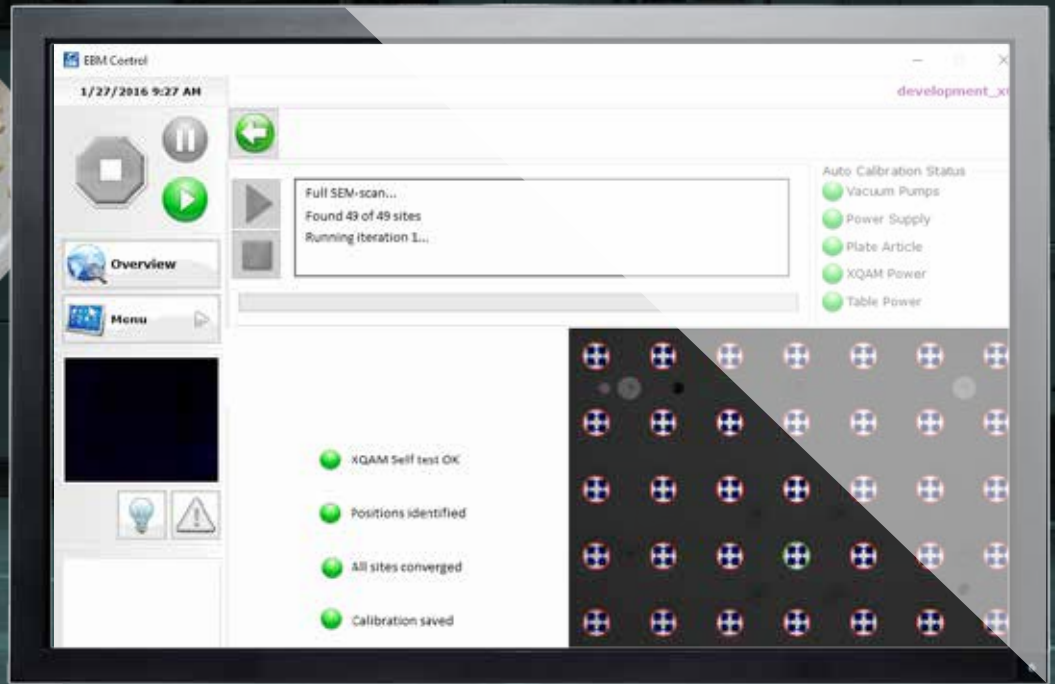 EBM Control
1/27/2016 9:27 AM
Full SEM-scan...
Found 49 of 49 sites
Running iteration 1...
Auto Calibration Status
Vacuum Pumps
Power Supply
Plate Article
XQAM Power
Table Power
Overview
Menu
XQAM Self test OK
Positions identified
All sites converged
Calibration saved